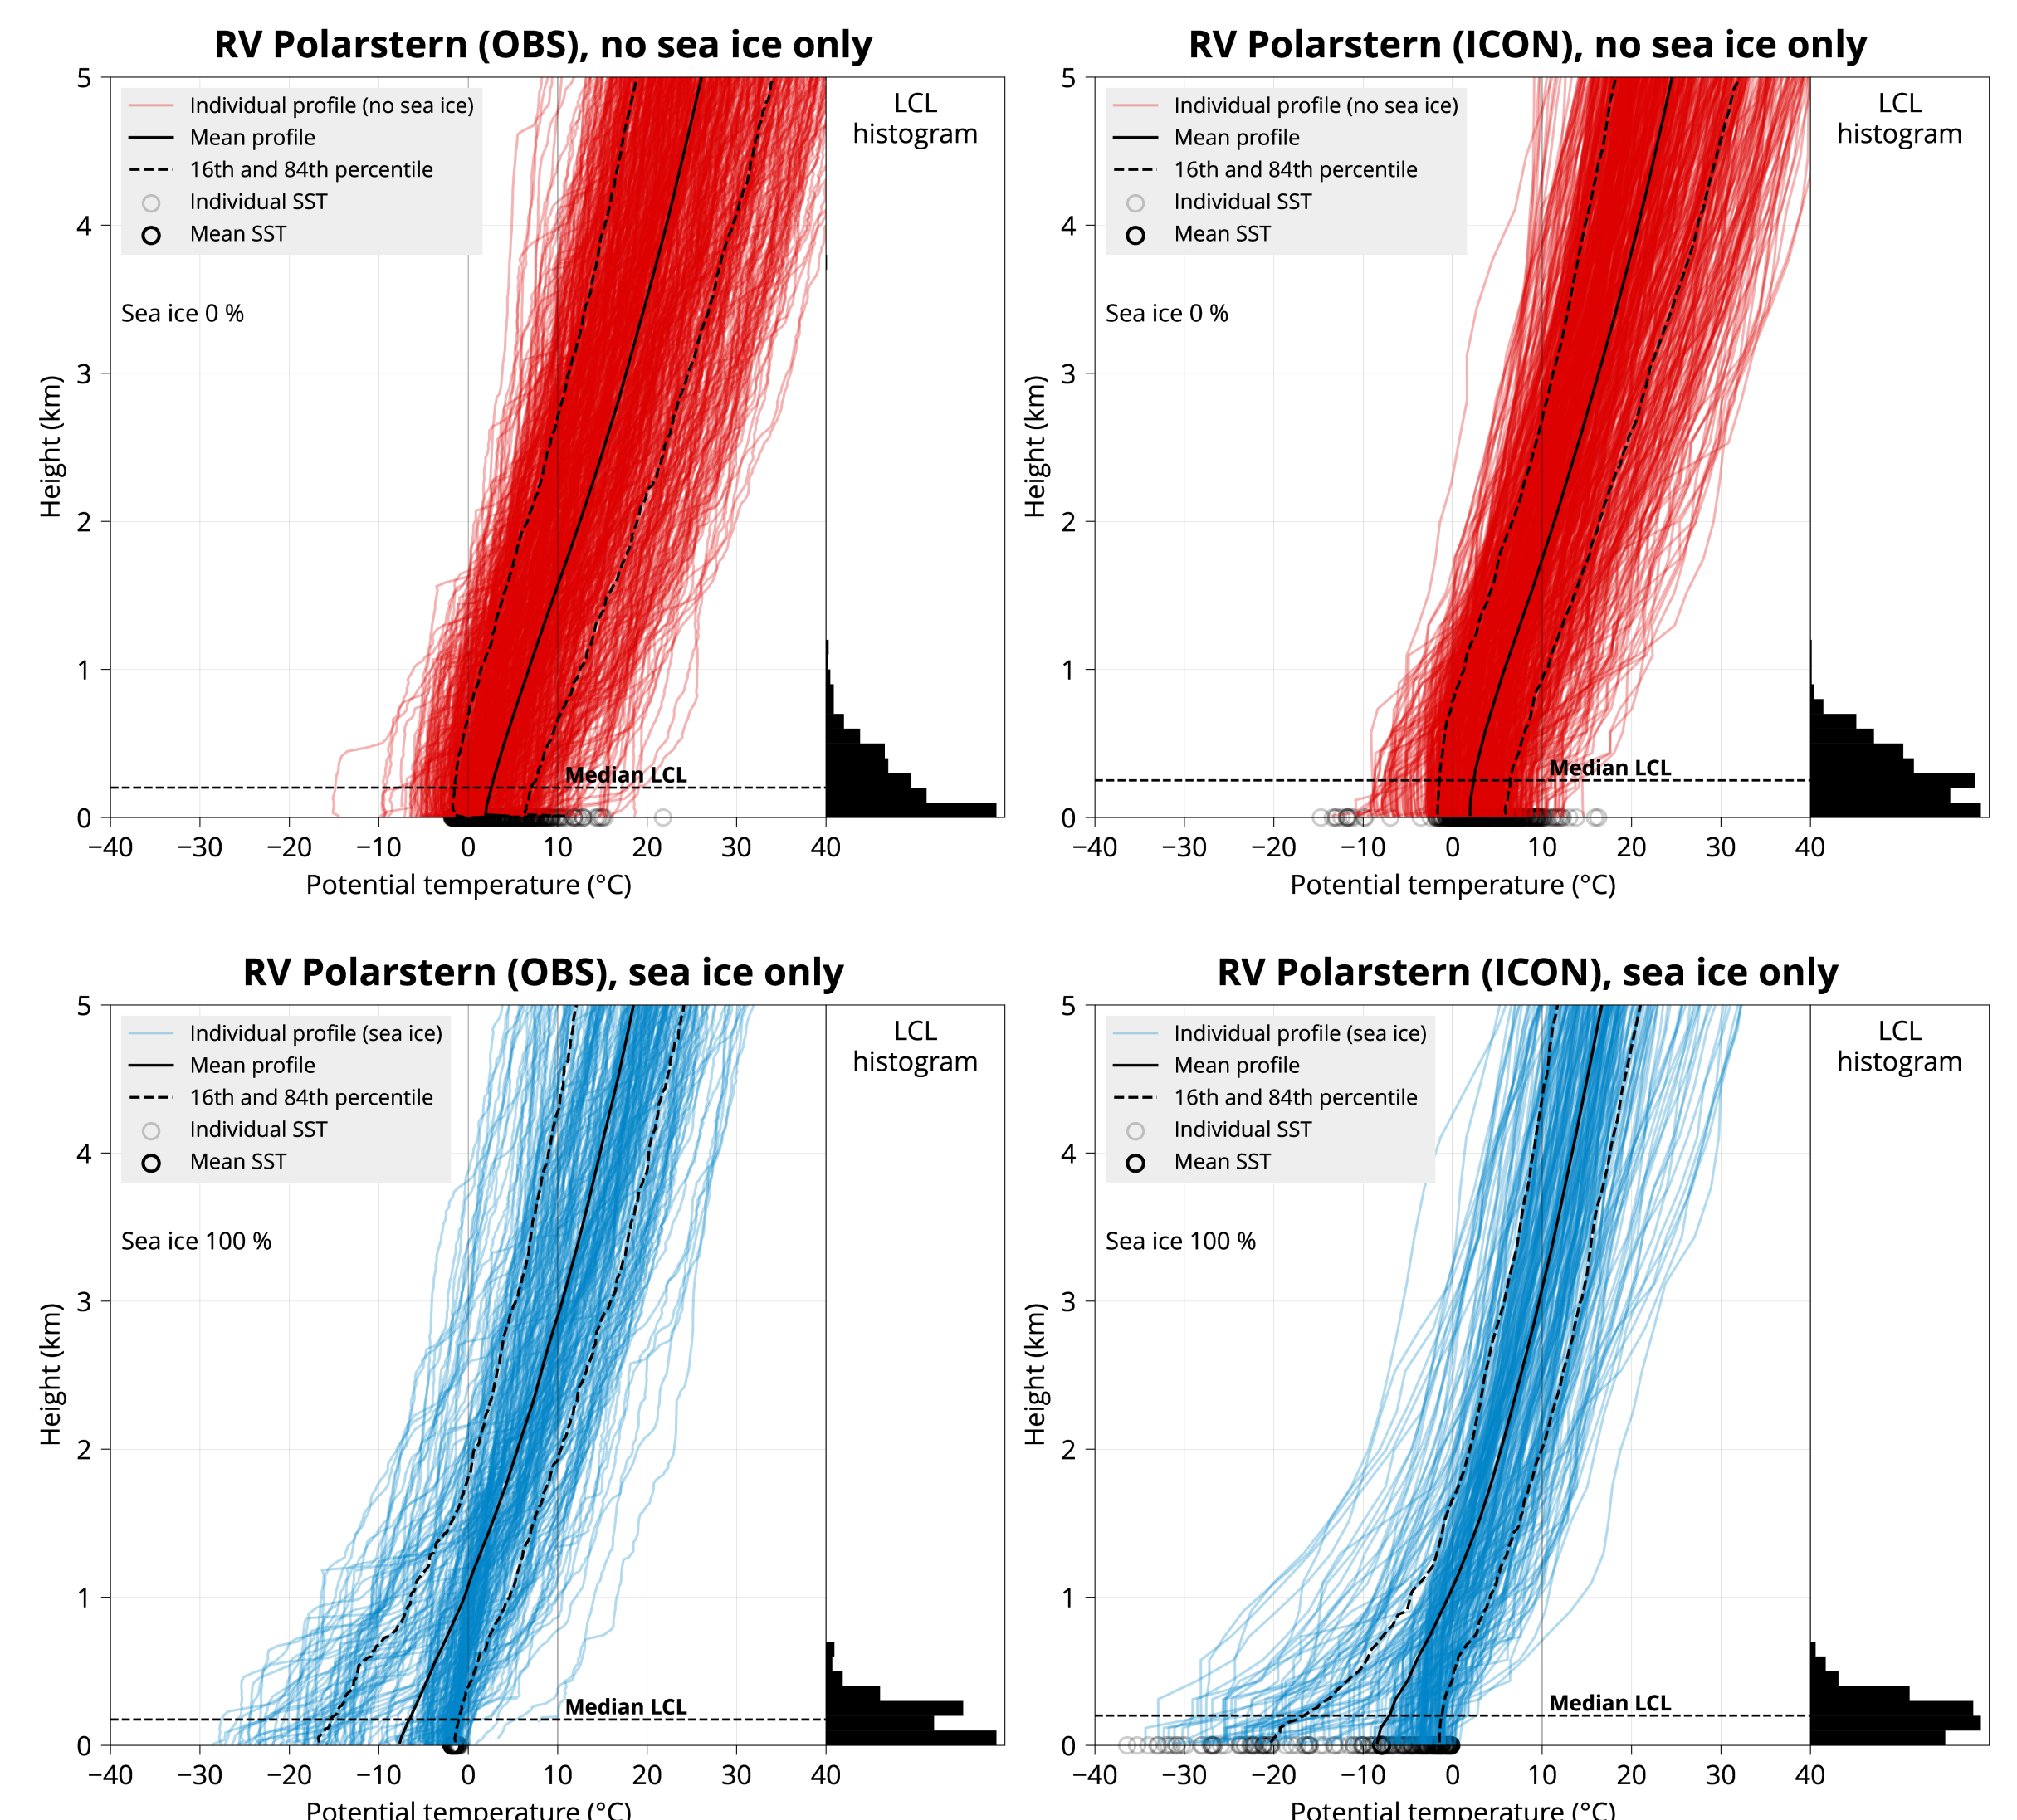 RV Polarstern (OBS), no sea ice only
5
4
3
2
1
0
Height (km)
Individual profile (no sea ice)
Mean profile
16th and 84th percentile
Individual SST
Mean SST
Sea ice 0 %
Median LCL
LCL
histogram
−40 −30 −20 −10 0 10 20 30 40
Potential temperature (°C)
RV Polarstern (ICON), no sea ice only
5
4
3
2
1
0
Height (km)
Individual profile (no sea ice)
Mean profile
16th and 84th percentile
Individual SST
Mean SST
Sea ice 0 %
Median LCL
LCL
histogram
−40 −30 −20 −10 0 10 20 30 40
Potential temperature (°C)
RV Polarstern (OBS), sea ice only
5
4
3
2
1
0
Height (km)
Individual profile (sea ice)
Mean profile
16th and 84th percentile
Individual SST
Mean SST
Sea ice 100 %
Median LCL
LCL
histogram
−40 −30 −20 −10 0 10 20 30 40
Potential temperature (°C)
RV Polarstern (ICON), sea ice only
5
4
3
2
1
0
Height (km)
Individual profile (sea ice)
Mean profile
16th and 84th percentile
Individual SST
Mean SST
Sea ice 100 %
Median LCL
LCL
histogram
−40 −30 −20 −10 0 10 20 30 40
Potential temperature (°C)